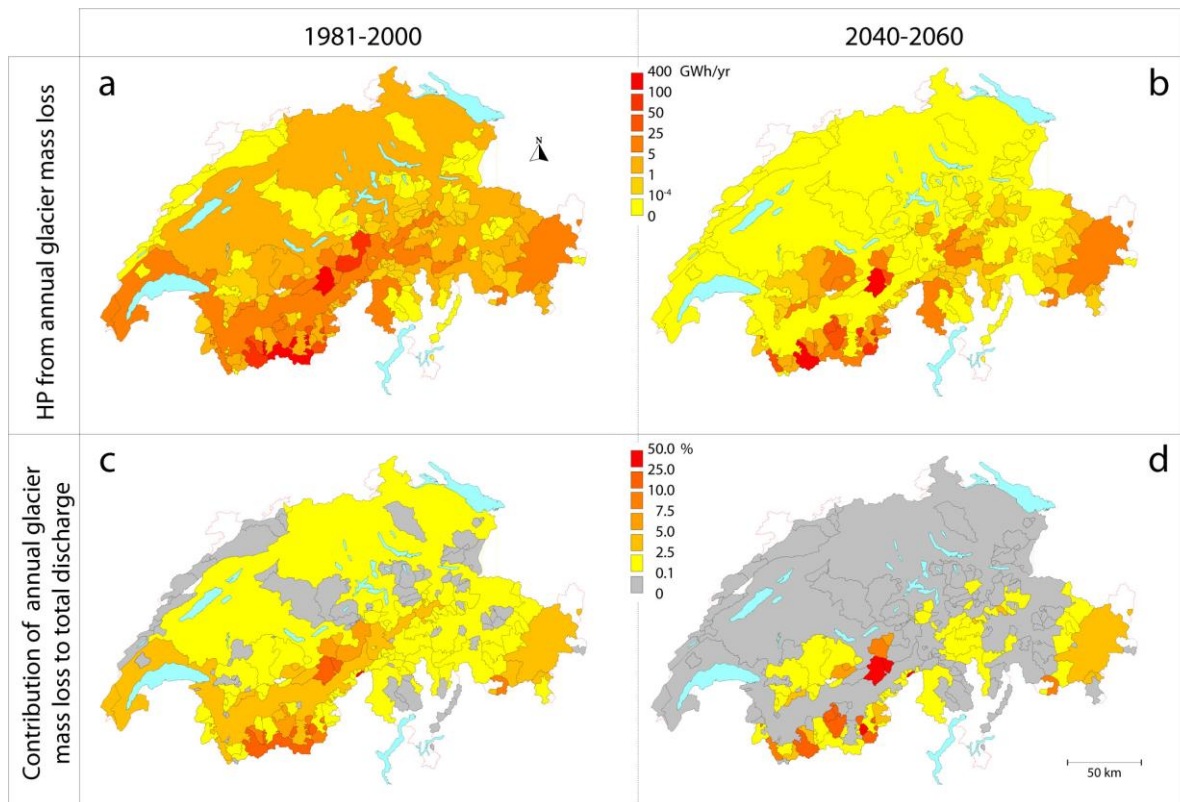 1981-2000
2040-2060
HP from annual glacier mass loss
a
N
400 GWh/yr
100
50
25
5
1
10-4
0
b
Contribution of annual glacier
mass loss to total discharge
c
50.0 %
25.0
10.0
7.5
5.0
2.5
0.1
0
d
50 km